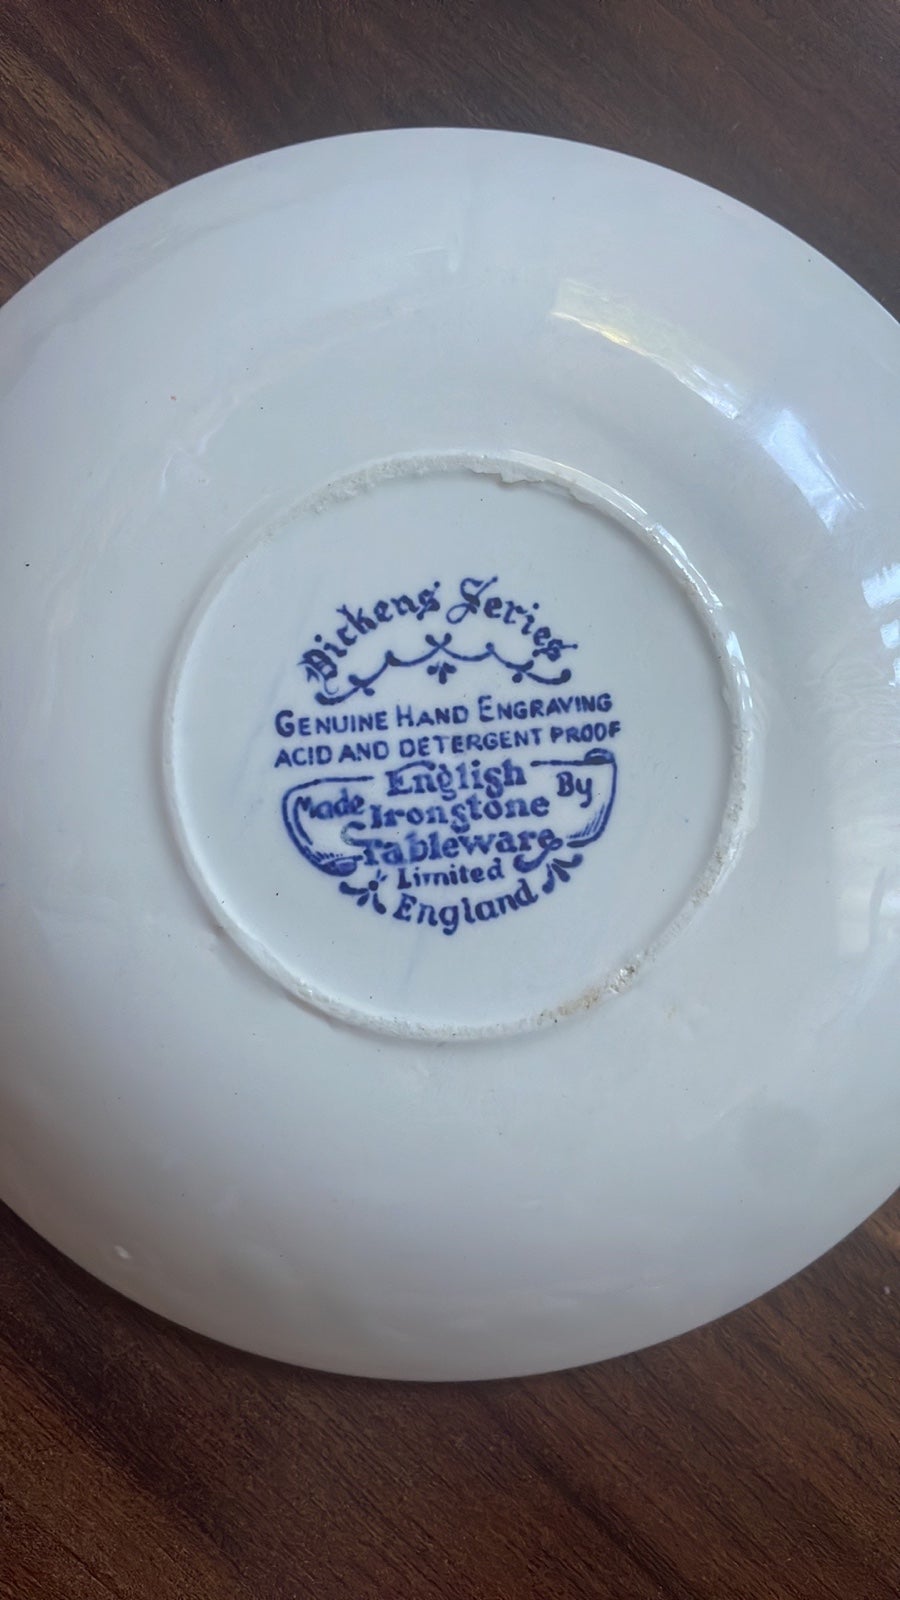 Dickens Series
GENUINE HAND ENGRAVING
ACID AND DETERGENT PROOF
Made English By
Ironstone
Tableware
Limited
England